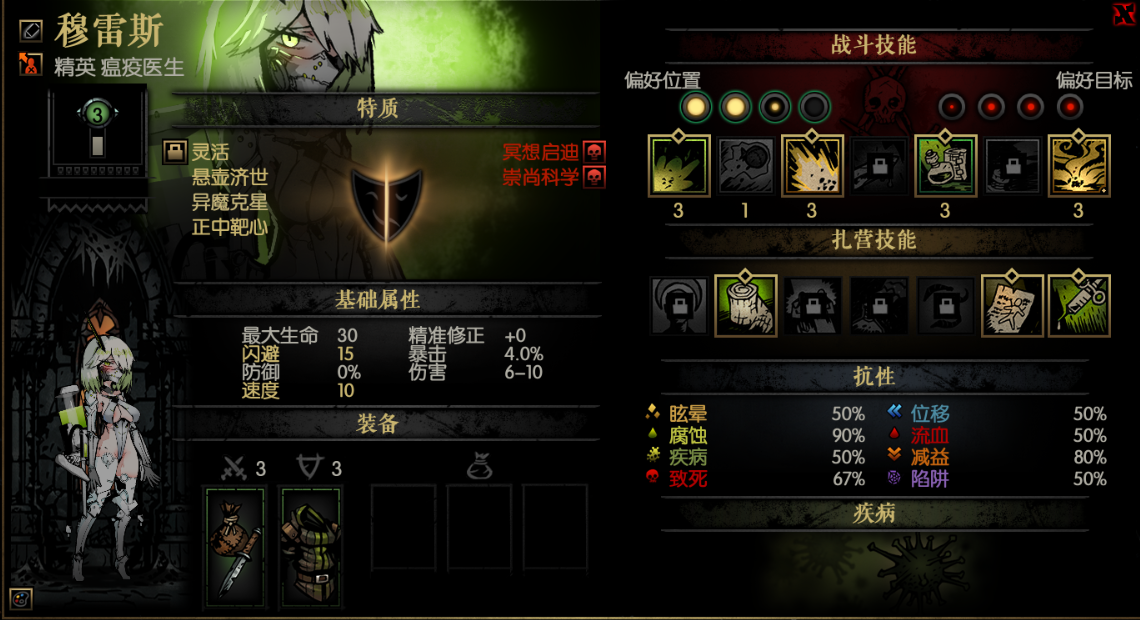 穆雷斯
精英 瘟疫医生
3
特质
灵活
悬壶济世
异魔克星
正中靶心
冥想启迪
崇尚科学
基础属性
最大生命 30 精准修正 +0
闪避 15 暴击 4.0%
防御 0% 伤害 6-10
速度 10
装备
3 3
战斗技能
偏好位置 偏好目标
3 1 3 3 3
扎营技能
抗性
眩晕 50% 位移 50%
腐蚀 90% 流血 50%
疾病 50% 减益 80%
致死 67% 陷阱 50%
疾病